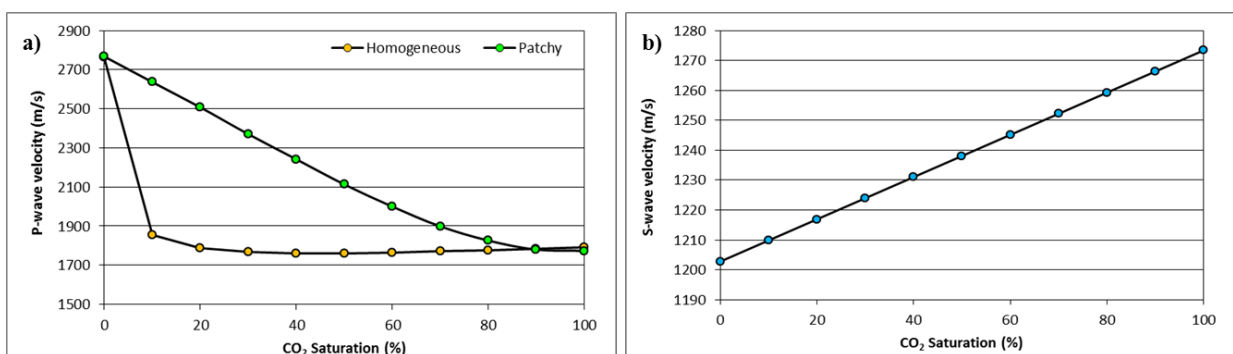 a)
Homogeneous
Patchy
P-wave velocity (m/s)
2900
2700
2500
2300
2100
1900
1700
1500
0 20 40 60 80 100
CO₂ Saturation (%)
b)
S-wave velocity (m/s)
1280
1270
1260
1250
1240
1230
1220
1210
1200
1190
0 20 40 60 80 100
CO₂ Saturation (%)